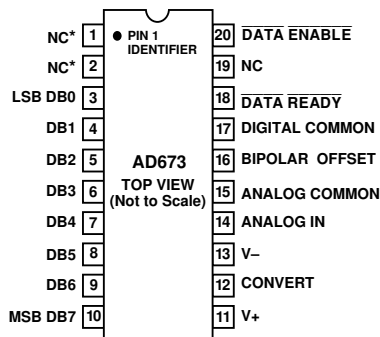 NC* 1 ● PIN 1 IDENTIFIER 20 DATA ENABLE
NC* 2 19 NC
LSB DB0 3 18 DATA READY
DB1 4 17 DIGITAL COMMON
DB2 5 AD673 16 BIPOLAR OFFSET
DB3 6 TOP VIEW 15 ANALOG COMMON
DB4 7 (Not to Scale) 14 ANALOG IN
DB5 8 13 V–
DB6 9 12 CONVERT
MSB DB7 10 11 V+